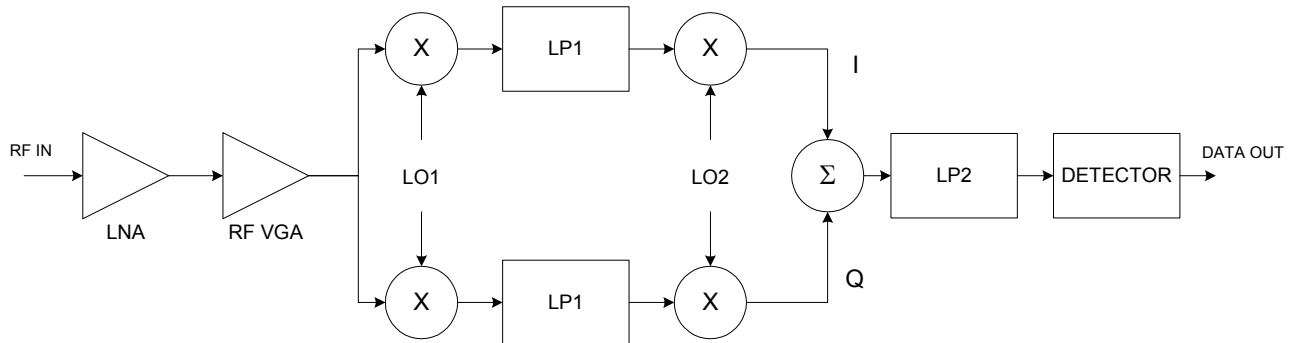 X
LP1
X
I
RF IN
LNA
RF VGA
LO1
LO2
Σ
LP2
DETECTOR
DATA OUT
X
LP1
X
Q